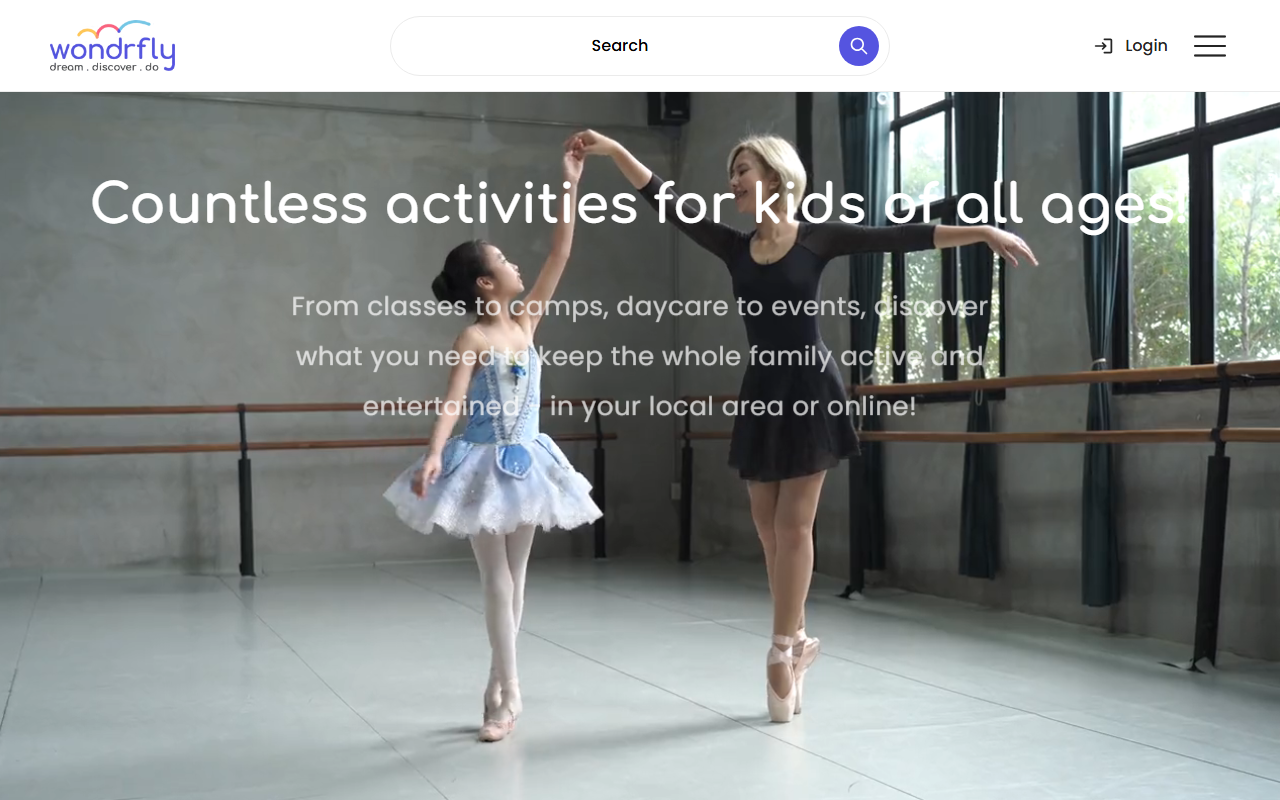 wondrfly
dream . discover . do
Search
Login
Countless activities for kids of all ages!
From classes to camps, daycare to events, discover
what you need to keep the whole family active and
entertained in your local area or online!